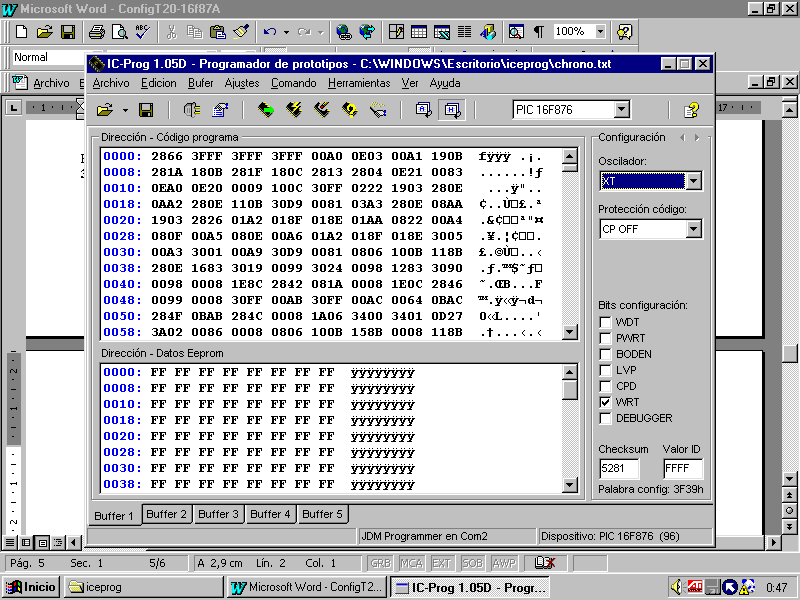 Microsoft Word - ConfigT20-16f87A
100%
Normal
Archivo
IC-Prog 1.05D - Programador de prototipos - C:\WINDOWS\Escritorio\iceprog\chrono.txt
Archivo Edicion Bufer Ajustes Comando Herramientas Ver Ayuda
PIC 16F876
Dirección - Código programa
0000: 2866 3FFF 3FFF 3FFF 00A0 0E03 00A1 190B fÿÿÿ .¡.
0008: 281A 180B 281F 180C 2813 2804 0E21 0083 ......!ƒ
0010: 0EA0 0E20 0009 100C 30FF 0222 1903 280E . ..ÿ"..
0018: 0AA2 280E 110B 30D9 0081 03A3 280E 08AA ¢..Ù□£.ª
0020: 1903 2826 01A2 018F 018E 01AA 0822 00A4 .&¢□□ª"¤
0028: 080F 00A5 080E 00A6 01A2 018F 018E 3005 .¥.¦¢□□.
0030: 00A3 3001 00A9 30D9 0081 0806 100B 118B £.©Ù□..‹
0038: 280E 1683 3019 0099 3024 0098 1283 3090 .ƒ.™$˜ƒ□
0040: 0098 0008 1E8C 2842 081A 0008 1E0C 2846 ˜.ŒB...F
0048: 0099 0008 30FF 00AB 30FF 00AC 0064 0BAC ™.ÿ«ÿ¬d¬
0050: 284F 0BAB 284C 0008 1A06 3400 3401 0D27 O«L....'
0058: 3A02 0086 0008 0806 100B 158B 0008 118B .†...‹.‹
Dirección - Datos Eeprom
0000: FF FF FF FF FF FF FF FF ÿÿÿÿÿÿÿÿ
0008: FF FF FF FF FF FF FF FF ÿÿÿÿÿÿÿÿ
0010: FF FF FF FF FF FF FF FF ÿÿÿÿÿÿÿÿ
0018: FF FF FF FF FF FF FF FF ÿÿÿÿÿÿÿÿ
0020: FF FF FF FF FF FF FF FF ÿÿÿÿÿÿÿÿ
0028: FF FF FF FF FF FF FF FF ÿÿÿÿÿÿÿÿ
0030: FF FF FF FF FF FF FF FF ÿÿÿÿÿÿÿÿ
0038: FF FF FF FF FF FF FF FF ÿÿÿÿÿÿÿÿ
Configuración
Oscilador:
XT
Protección código:
CP OFF
Bits configuración:
WDT
PWRT
BODEN
LVP
CPD
WRT
DEBUGGER
Checksum Valor ID
5281 FFFF
Palabra config: 3F39h
Buffer 1 Buffer 2 Buffer 3 Buffer 4 Buffer 5
JDM Programmer en Com2 Dispositivo: PIC 16F876 (96)
Pág. 5 Sec. 1 5/6 A 2,9 cm Lín. 2 Col. 1 GRB MCA EXT SOB AWP
Inicio iceprog Microsoft Word - ConfigT2... IC-Prog 1.05D - Progr... 0:47